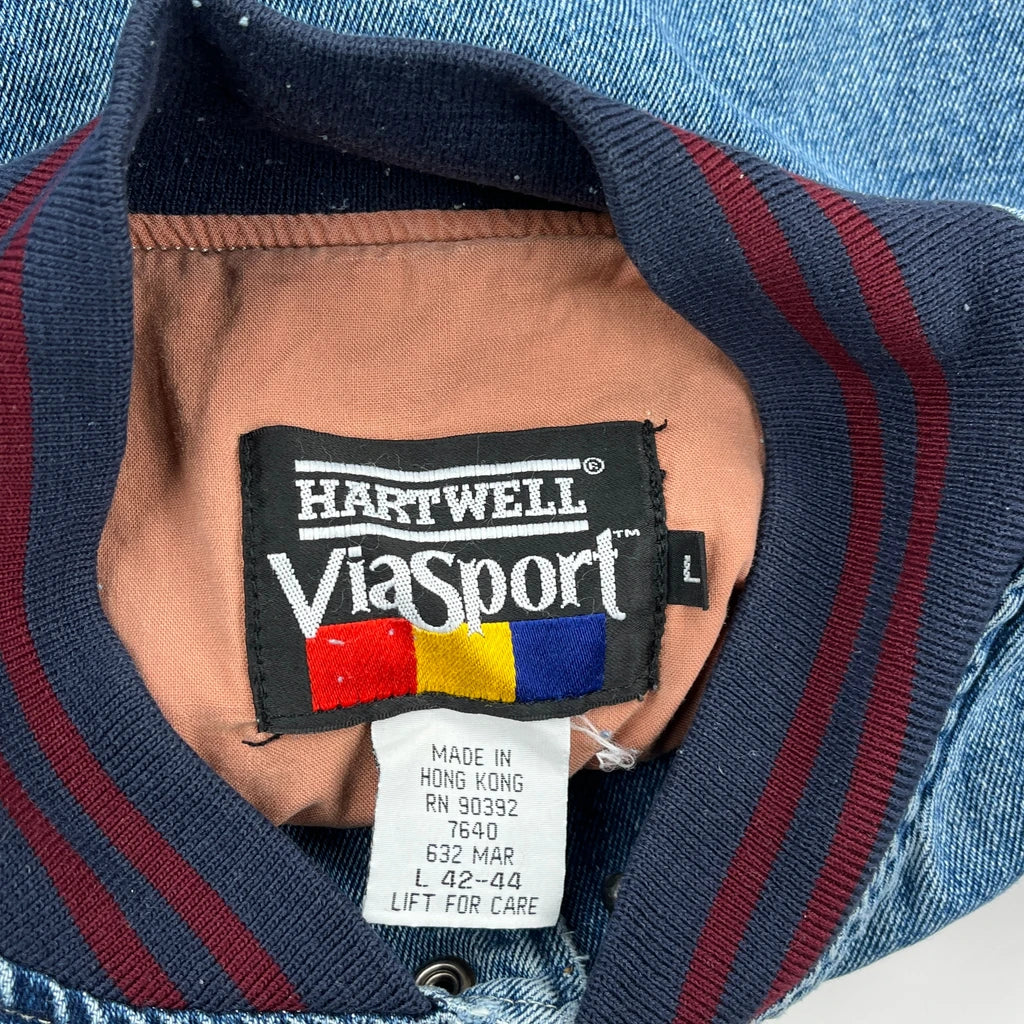 HARTWELL®
ViaSport™
L
MADE IN
HONG KONG
RN 90392
7640
632 MAR
L 42-44
LIFT FOR CARE